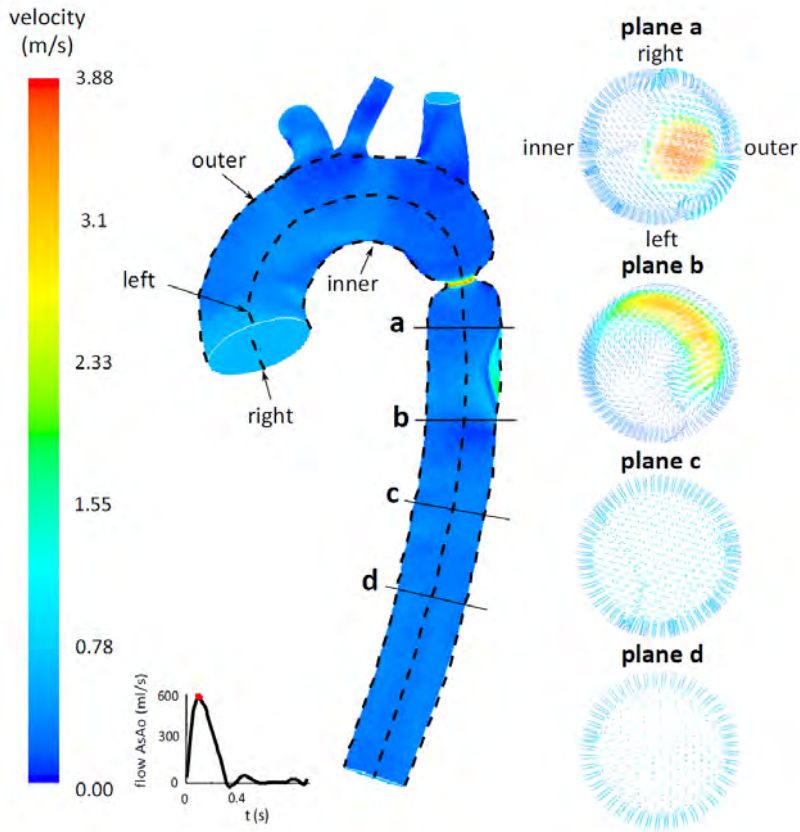 velocity
(m/s)
3.88
3.1
2.33
1.55
0.78
0.00
outer
left
inner
right
a
b
c
d
plane a
right
inner
outer
left
plane b
plane c
plane d
flow AsAo (ml/s)
600
300
0
0
0.4
t (s)